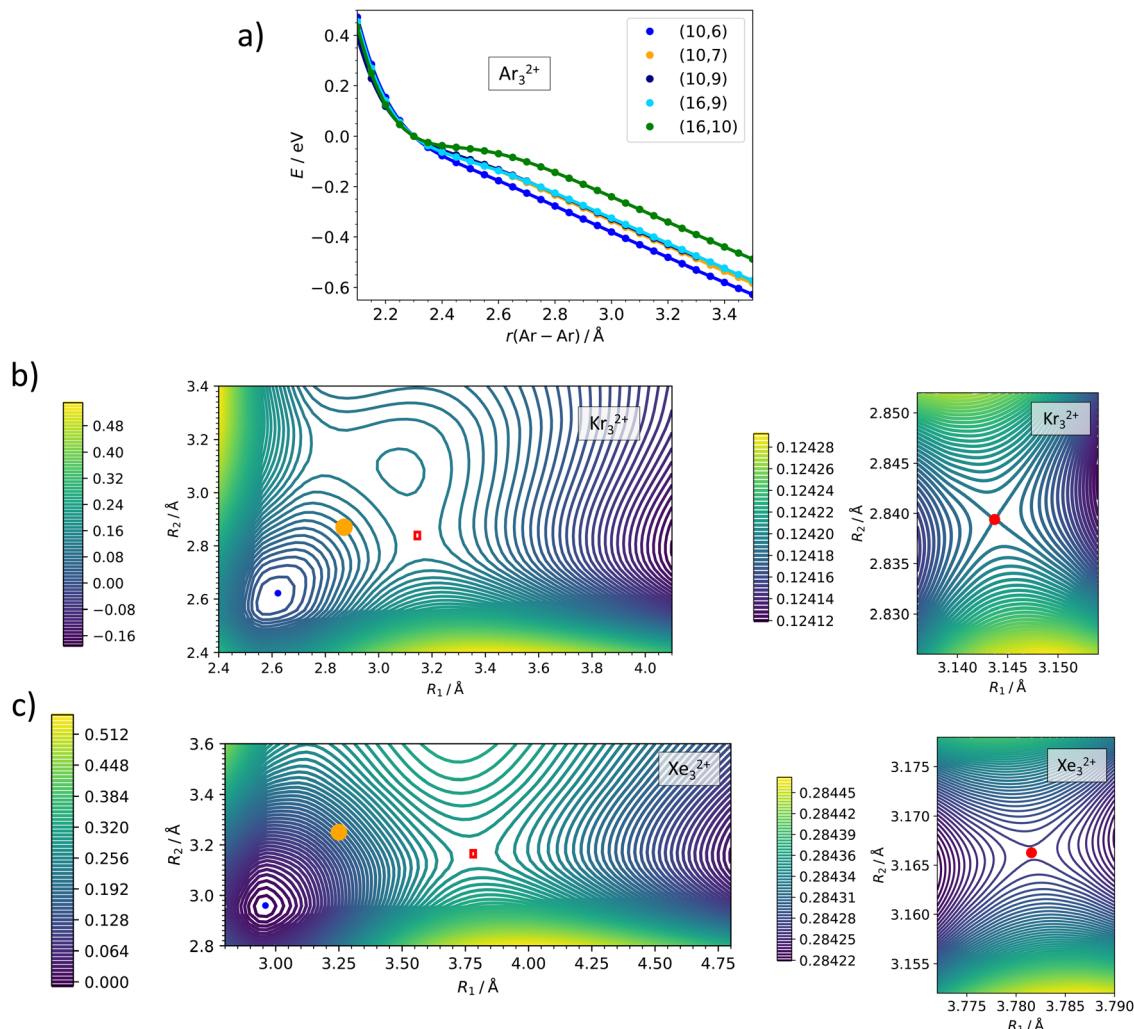 a)
Ar₃²⁺
(10,6)
(10,7)
(10,9)
(16,9)
(16,10)
E / eV
0.4
0.2
0.0
−0.2
−0.4
−0.6
2.2 2.4 2.6 2.8 3.0 3.2 3.4
r(Ar − Ar) / Å
b)
0.48
0.40
0.32
0.24
0.16
0.08
0.00
−0.08
−0.16
R₂ / Å
3.4
3.2
3.0
2.8
2.6
2.4
Kr₃²⁺
2.4 2.6 2.8 3.0 3.2 3.4 3.6 3.8 4.0
R₁ / Å
0.12428
0.12426
0.12424
0.12422
0.12420
0.12418
0.12416
0.12414
0.12412
R₂ / Å
2.850
2.845
2.840
2.835
2.830
Kr₃²⁺
3.140 3.145 3.150
R₁ / Å
c)
0.512
0.448
0.384
0.320
0.256
0.192
0.128
0.064
0.000
R₂ / Å
3.6
3.4
3.2
3.0
2.8
Xe₃²⁺
3.00 3.25 3.50 3.75 4.00 4.25 4.50 4.75
R₁ / Å
0.28445
0.28442
0.28439
0.28436
0.28434
0.28431
0.28428
0.28425
0.28422
R₂ / Å
3.175
3.170
3.165
3.160
3.155
Xe₃²⁺
3.775 3.780 3.785 3.790
R₁ / Å